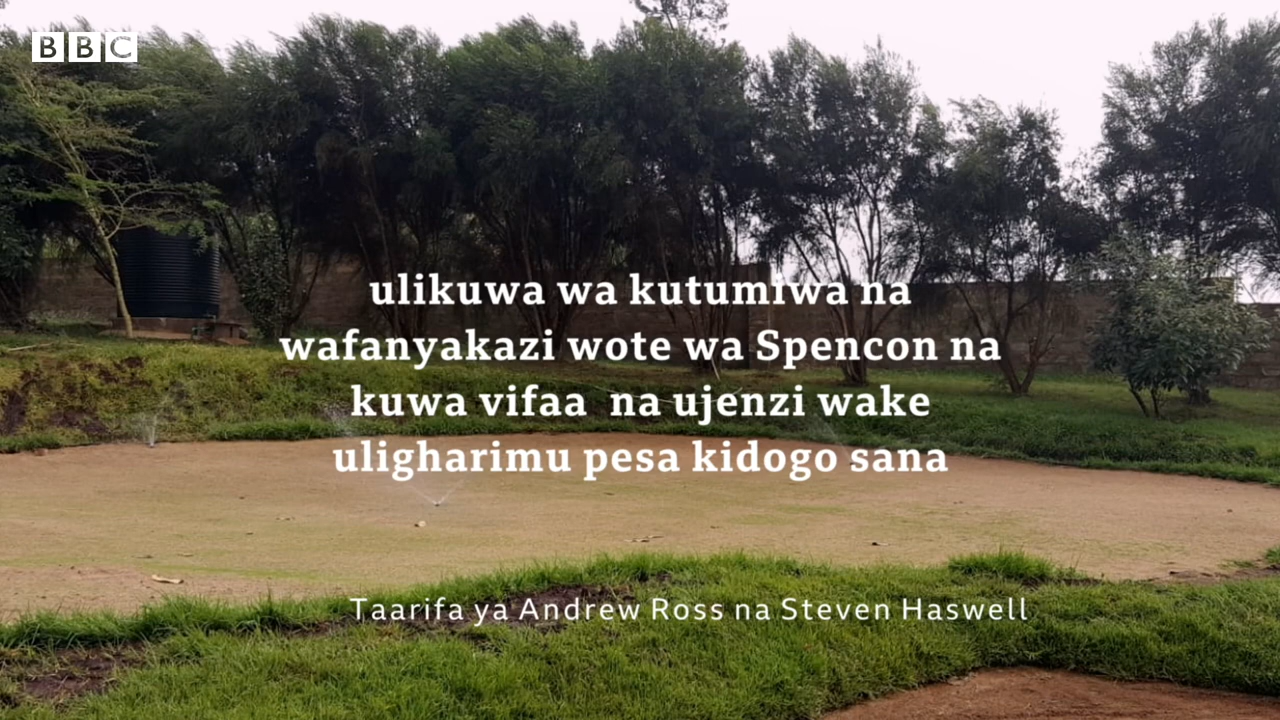 BBC
ulikuwa wa kutumiwa na
wafanyakazi wote wa Spencon na
kuwa vifaa na ujenzi wake
uligharimu pesa kidogo sana
Taarifa ya Andrew Ross na Steven Haswell